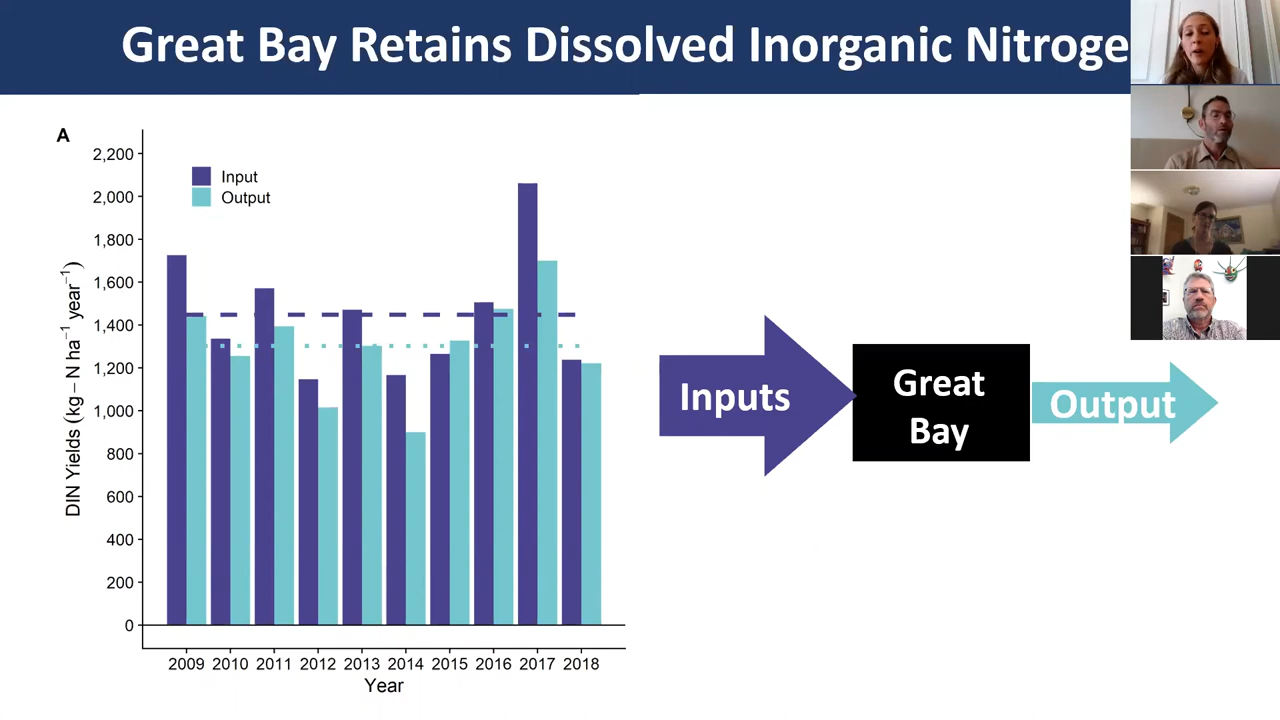 Great Bay Retains Dissolved Inorganic Nitroge
A
2,200
2,000
1,800
1,600
1,400
1,200
1,000
800
600
400
200
0
DIN Yields (kg – N ha⁻¹ year⁻¹)
Input
Output
2009 2010 2011 2012 2013 2014 2015 2016 2017 2018
Year
Inputs
Great
Bay
Output